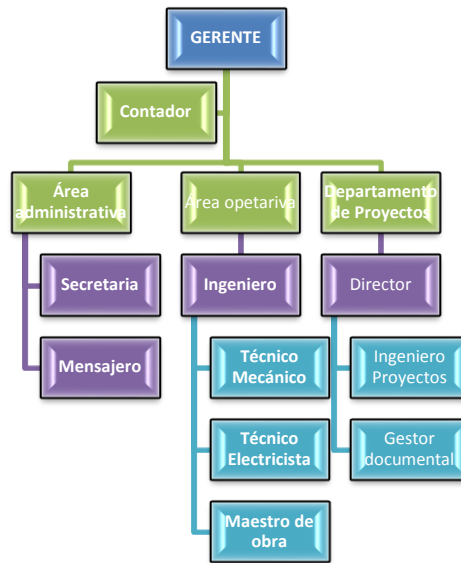 GERENTE
Contador
Área
administrativa
Área opetariva
Departamento
de Proyectos
Secretaria
Ingeniero
Director
Mensajero
Técnico
Mecánico
Ingeniero
Proyectos
Técnico
Electricista
Gestor
documental
Maestro de
obra